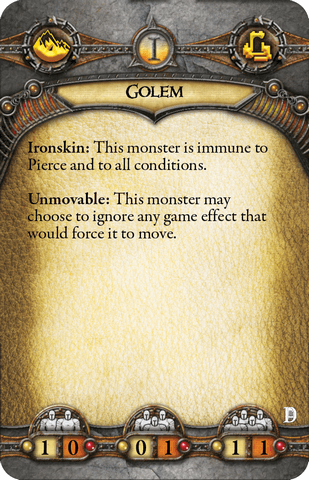 I
GOLEM
Ironskin: This monster is immune to
Pierce and to all conditions.
Unmovable: This monster may
choose to ignore any game effect that
would force it to move.
D
1 0 0 1 1 1